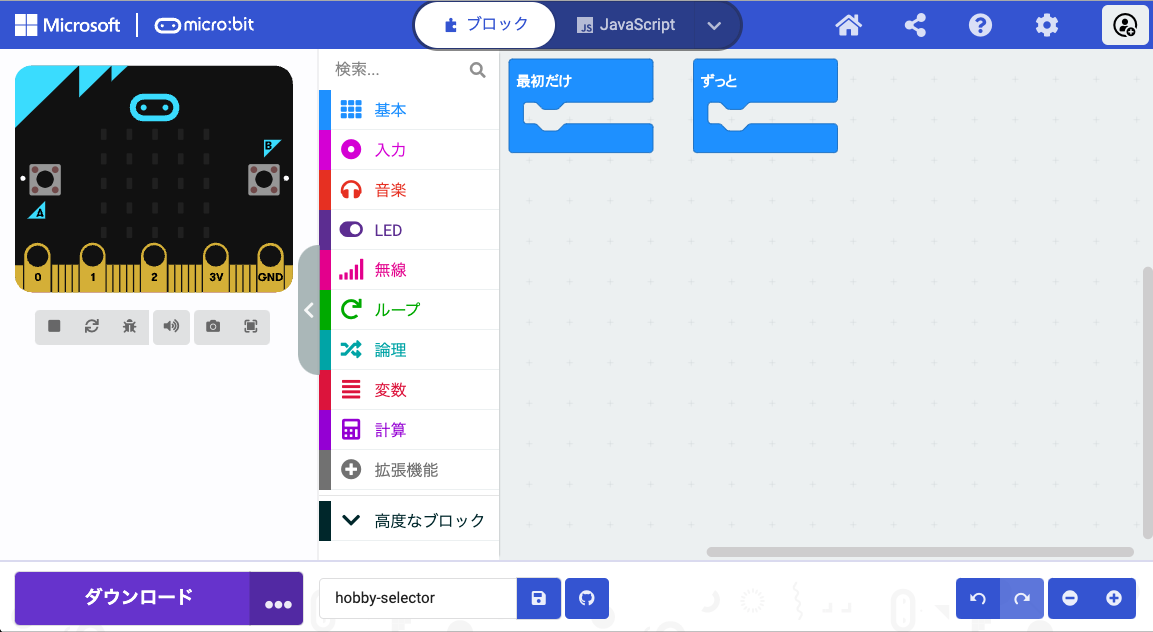 Microsoft micro:bit ブロック JavaScript
検索...
基本
入力
音楽
LED
無線
ループ
論理
変数
計算
拡張機能
高度なブロック
最初だけ
ずっと
B
A
0 1 2 3V GND
ダウンロード
hobby-selector